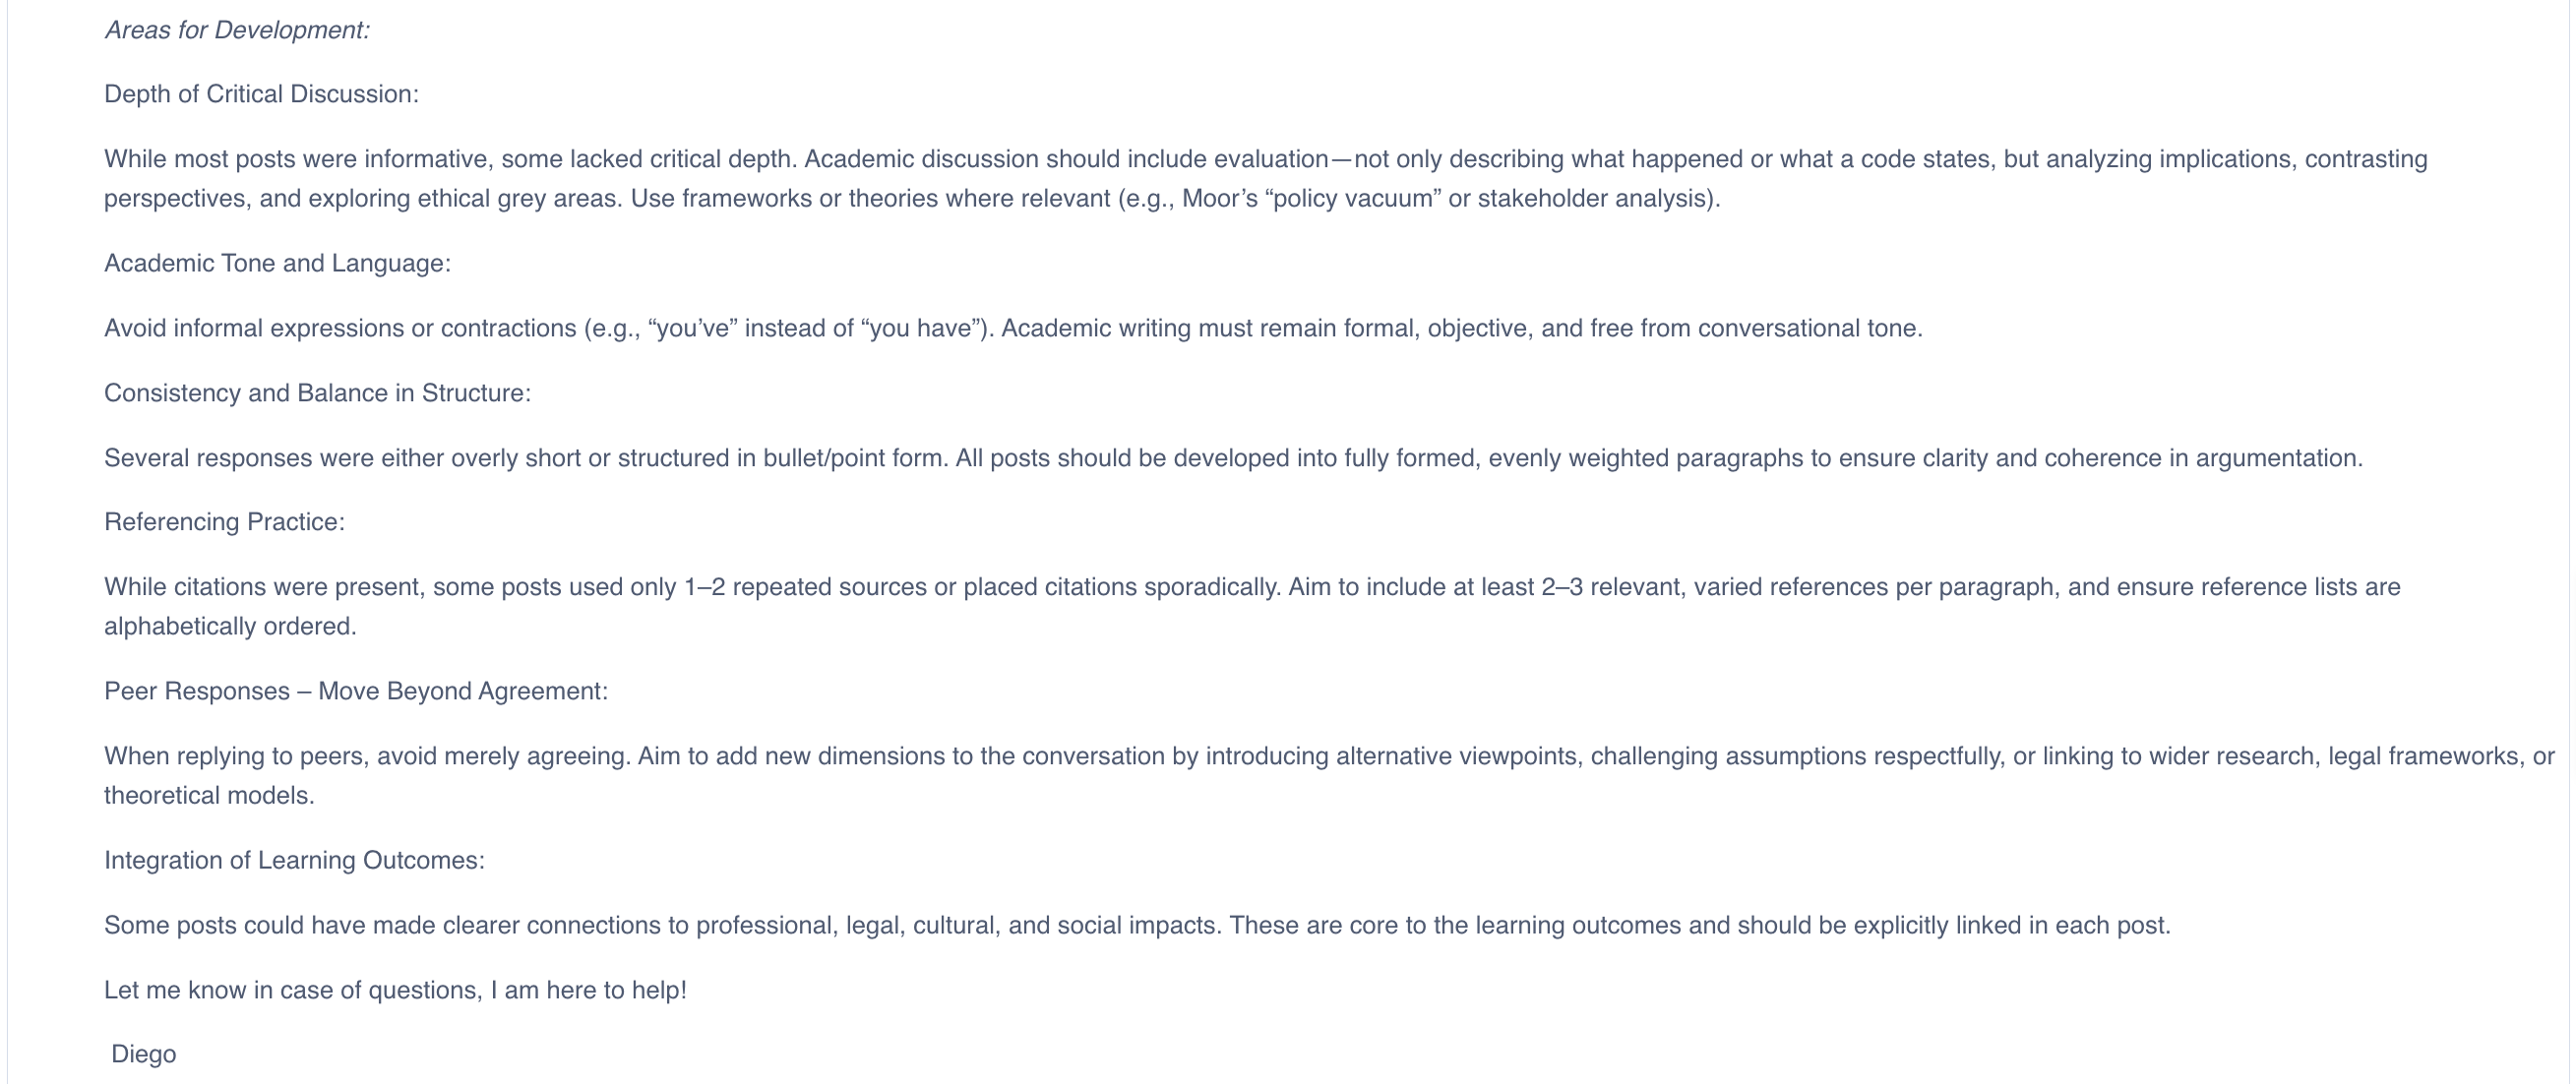 Areas for Development:
Depth of Critical Discussion:
While most posts were informative, some lacked critical depth. Academic discussion should include evaluation—not only describing what happened or what a code states, but analyzing implications, contrasting
perspectives, and exploring ethical grey areas. Use frameworks or theories where relevant (e.g., Moor’s “policy vacuum” or stakeholder analysis).
Academic Tone and Language:
Avoid informal expressions or contractions (e.g., “you’ve” instead of “you have”). Academic writing must remain formal, objective, and free from conversational tone.
Consistency and Balance in Structure:
Several responses were either overly short or structured in bullet/point form. All posts should be developed into fully formed, evenly weighted paragraphs to ensure clarity and coherence in argumentation.
Referencing Practice:
While citations were present, some posts used only 1–2 repeated sources or placed citations sporadically. Aim to include at least 2–3 relevant, varied references per paragraph, and ensure reference lists are
alphabetically ordered.
Peer Responses – Move Beyond Agreement:
When replying to peers, avoid merely agreeing. Aim to add new dimensions to the conversation by introducing alternative viewpoints, challenging assumptions respectfully, or linking to wider research, legal frameworks, or
theoretical models.
Integration of Learning Outcomes:
Some posts could have made clearer connections to professional, legal, cultural, and social impacts. These are core to the learning outcomes and should be explicitly linked in each post.
Let me know in case of questions, I am here to help!
Diego